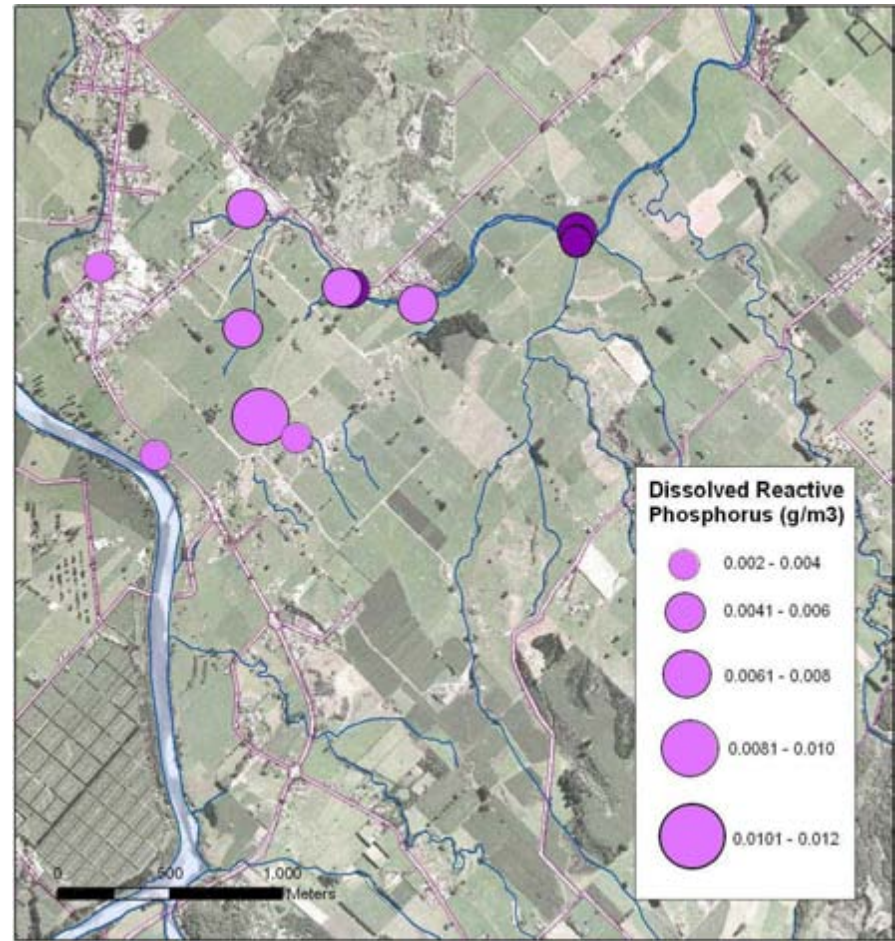 Dissolved Reactive
Phosphorus (g/m3)
0.002 - 0.004
0.0041 - 0.006
0.0061 - 0.008
0.0081 - 0.010
0.0101 - 0.012
0 500 1,000
Meters